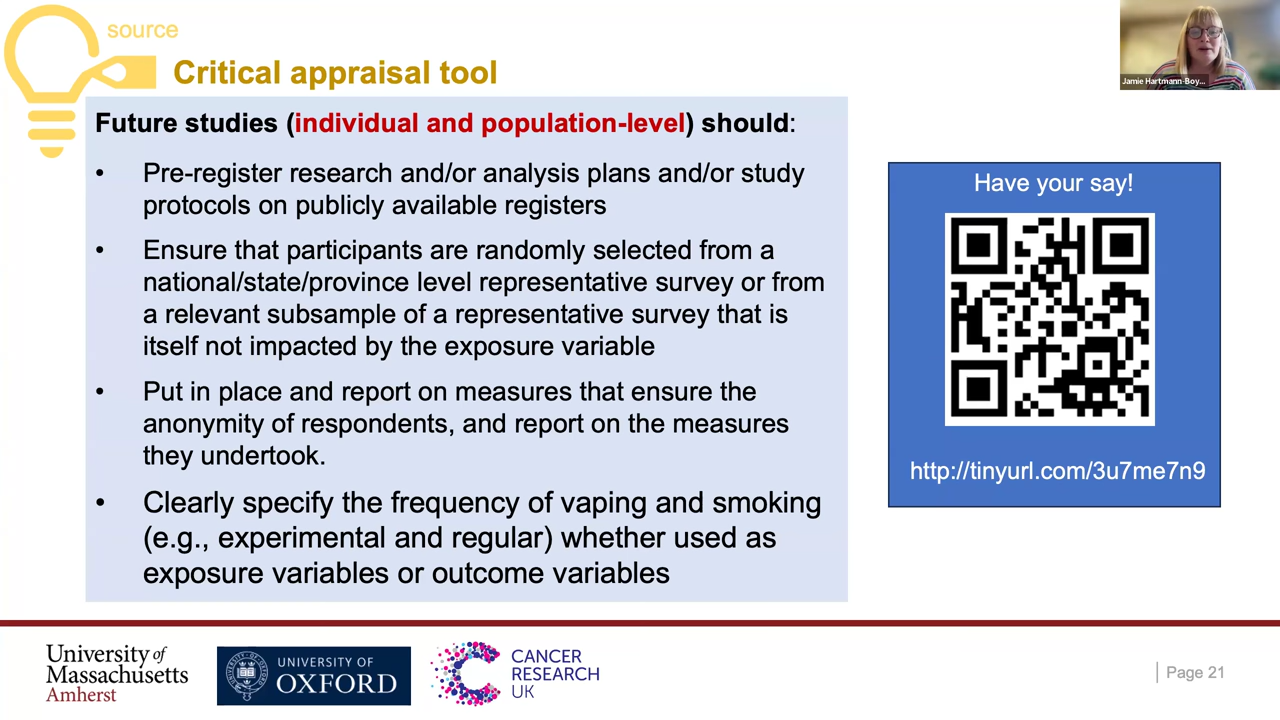 source
Critical appraisal tool
Jamie Hartmann-Boy...
Future studies (individual and population-level) should:
• Pre-register research and/or analysis plans and/or study
protocols on publicly available registers
• Ensure that participants are randomly selected from a
national/state/province level representative survey or from
a relevant subsample of a representative survey that is
itself not impacted by the exposure variable
• Put in place and report on measures that ensure the
anonymity of respondents, and report on the measures
they undertook.
• Clearly specify the frequency of vaping and smoking
(e.g., experimental and regular) whether used as
exposure variables or outcome variables
Have your say!
http://tinyurl.com/3u7me7n9
University of
Massachusetts
Amherst
UNIVERSITY OF
OXFORD
CANCER
RESEARCH
UK
Page 21